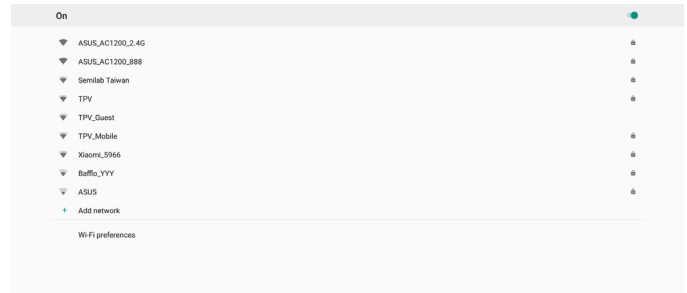 On
ASUS_AC1200_2.4G
ASUS_AC1200_888
Semilab Taiwan
TPV
TPV_Guest
TPV_Mobile
Xiaomi_5966
Bafflo_YYY
ASUS
+ Add network
Wi-Fi preferences